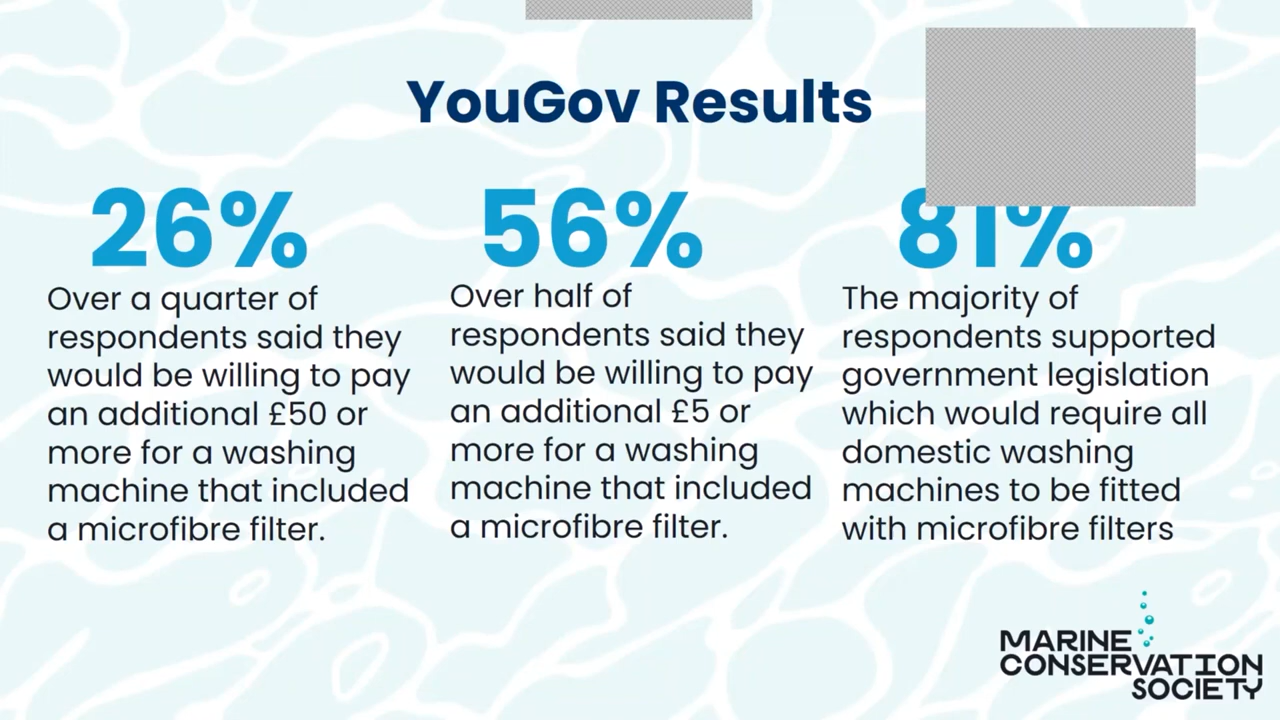 YouGov Results
26%
Over a quarter of
respondents said they
would be willing to pay
an additional £50 or
more for a washing
machine that included
a microfibre filter.
56%
Over half of
respondents said they
would be willing to pay
an additional £5 or
more for a washing
machine that included
a microfibre filter.
81%
The majority of
respondents supported
government legislation
which would require all
domestic washing
machines to be fitted
with microfibre filters
MARINE
CONSERVATION
SOCIETY